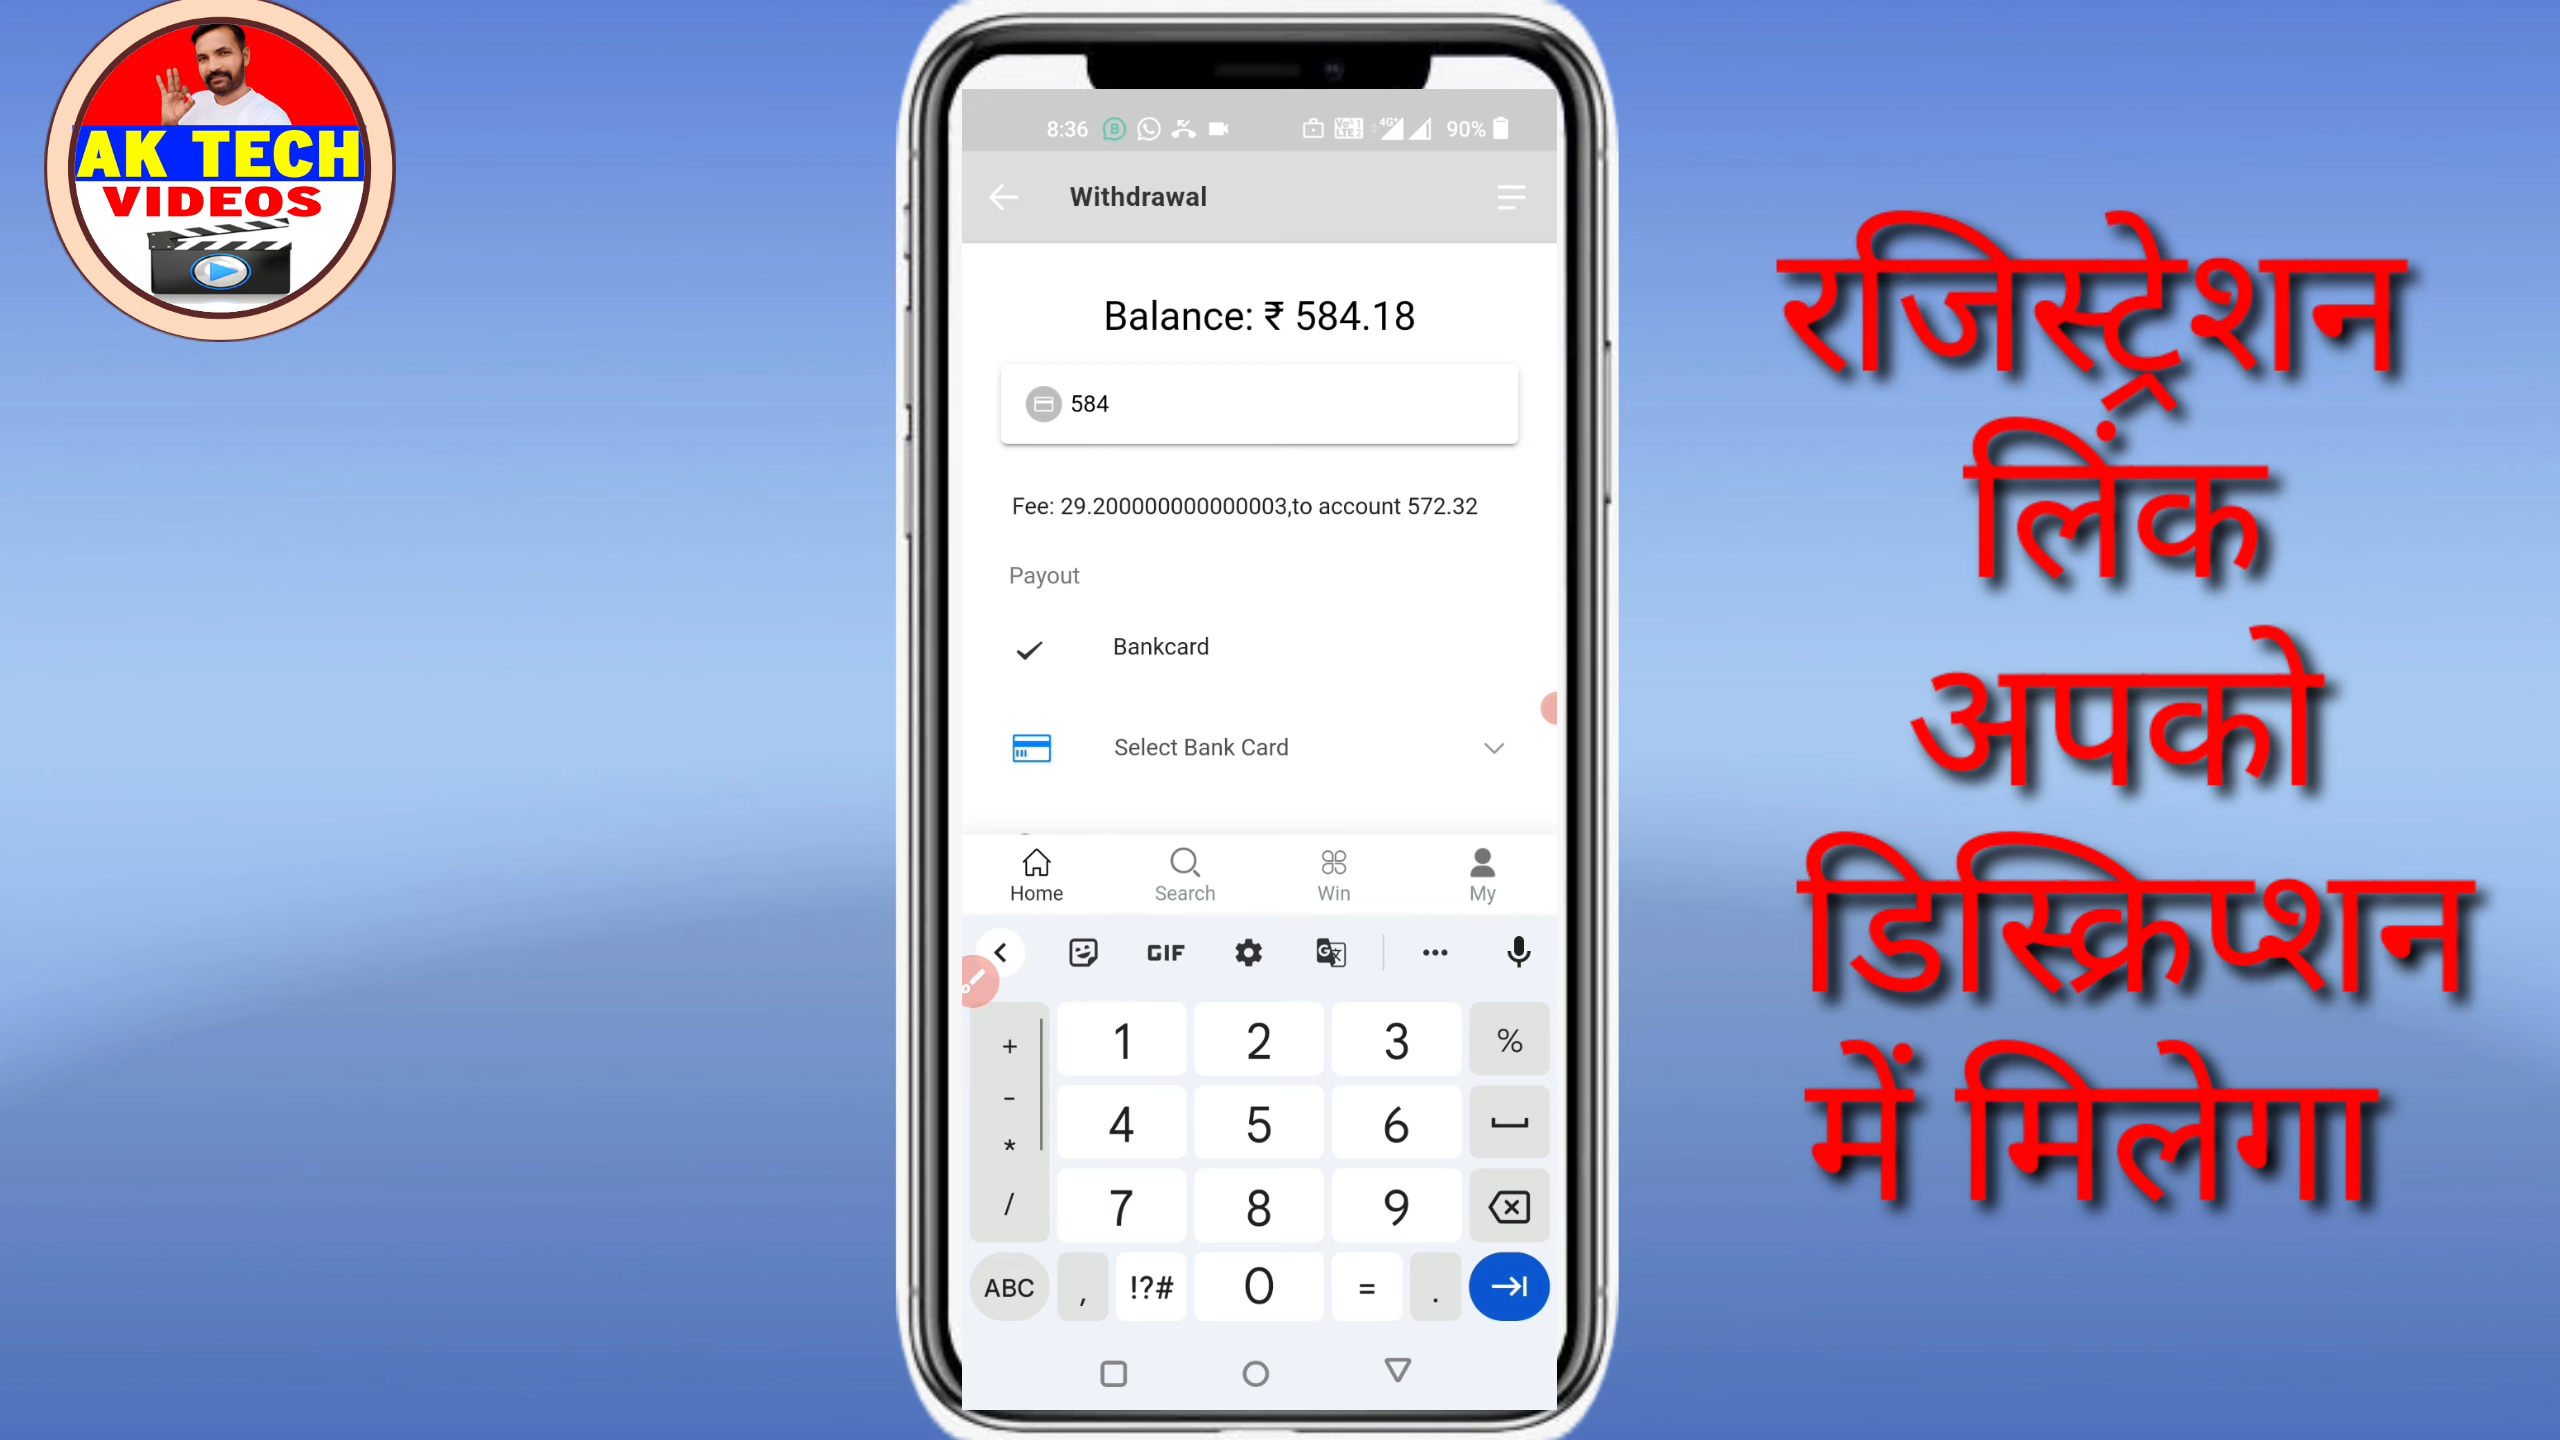 AK TECH
VIDEOS
8:36
4G+
90%
Withdrawal
Balance: ₹ 584.18
584
Fee: 29.200000000000003,to account 572.32
Payout
Bankcard
Select Bank Card
Home
Search
Win
My
GIF
+
1
2
3
%
-
4
5
6
*
/
7
8
9
ABC
,
!?#
0
=
.
रजिस्ट्रेशन
लिंक
अपको
डिस्क्रिप्शन
में मिलेगा